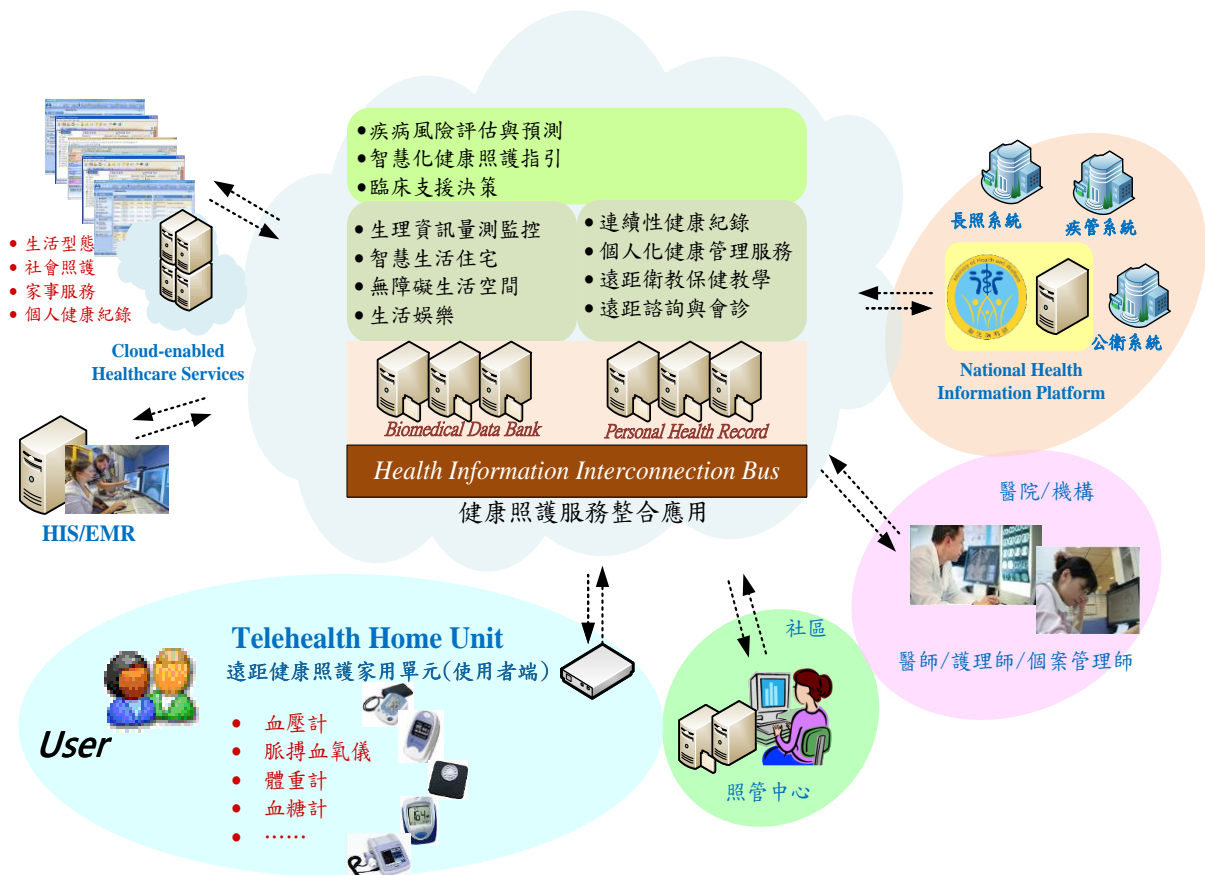 • 疾病風險評估與預測
• 智慧化健康照護指引
• 臨床支援決策
• 生理資訊量測監控
• 智慧生活住宅
• 無障礙生活空間
• 生活娛樂
• 連續性健康紀錄
• 個人化健康管理服務
• 遠距衛教保健教學
• 遠距諮詢與會診
Biomedical Data Bank
Personal Health Record
Health Information Interconnection Bus
健康照護服務整合應用
• 生活型態
• 社會照護
• 家事服務
• 個人健康紀錄
Cloud-enabled
Healthcare Services
HIS/EMR
長照系統
疾管系統
公衛系統
National Health
Information Platform
醫院/機構
醫師/護理師/個案管理師
社區
照管中心
Telehealth Home Unit
遠距健康照護家用單元(使用者端)
User
• 血壓計
• 脈搏血氧儀
• 體重計
• 血糖計
• ……